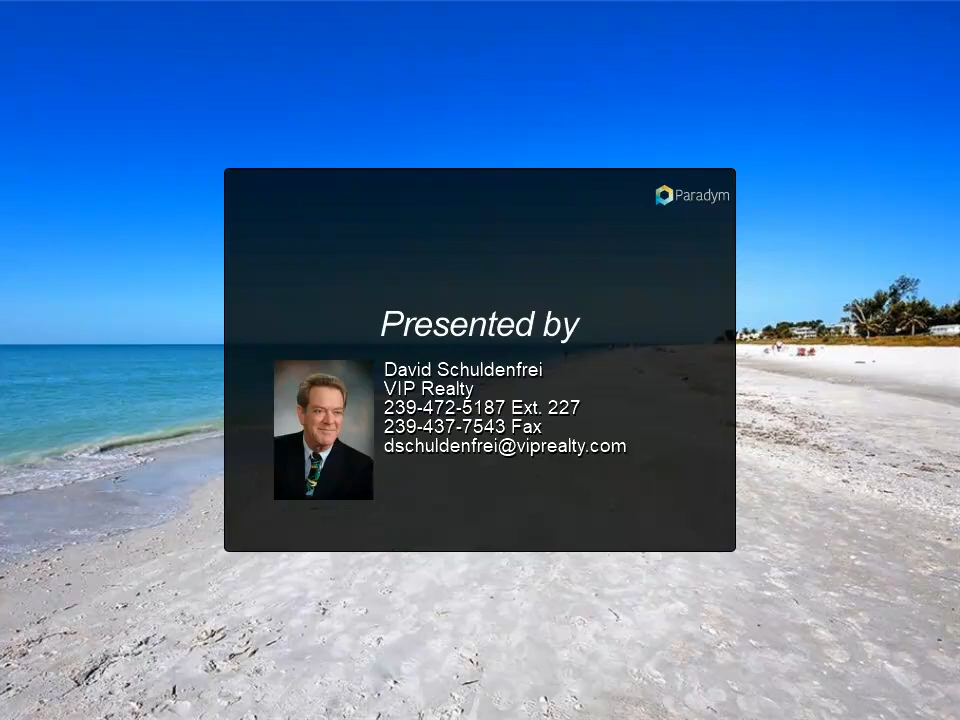 Paradym
Presented by
David Schuldenfrei
VIP Realty
239-472-5187 Ext. 227
239-437-7543 Fax
dschuldenfrei@viprealty.com